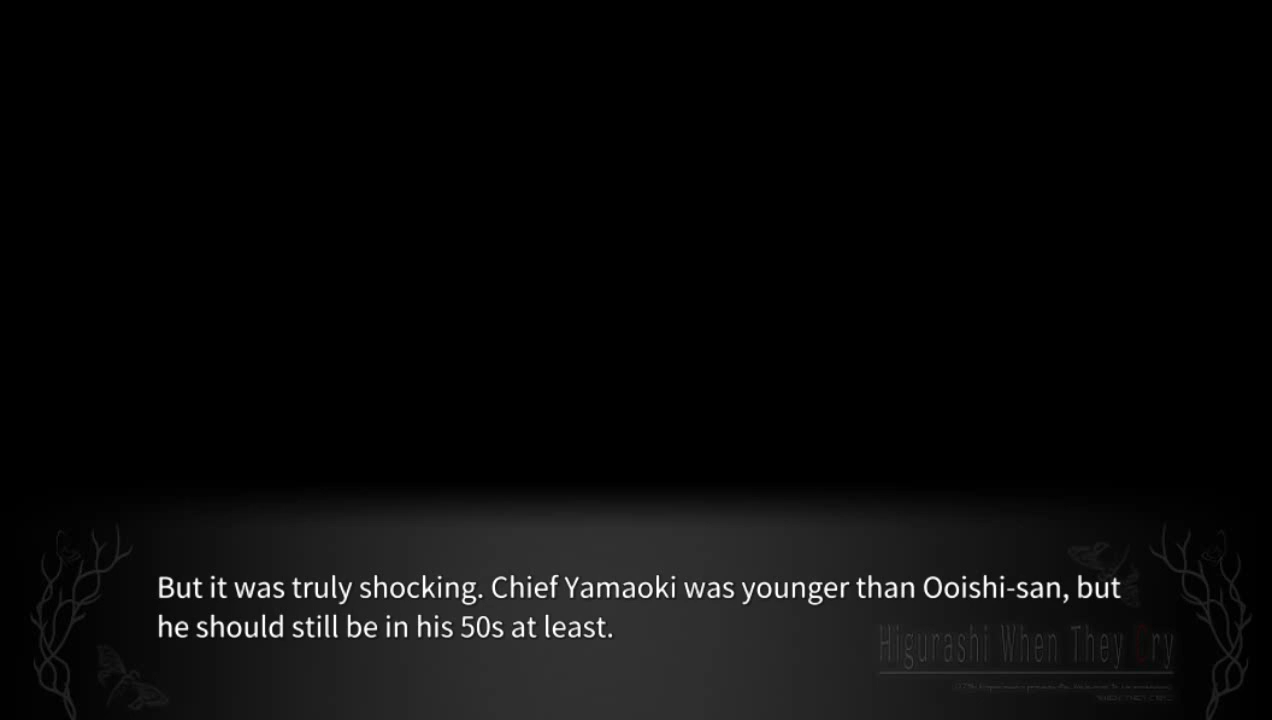 But it was truly shocking. Chief Yamaoki was younger than Ooishi-san, but
he should still be in his 50s at least.
Higurashi When They Cry